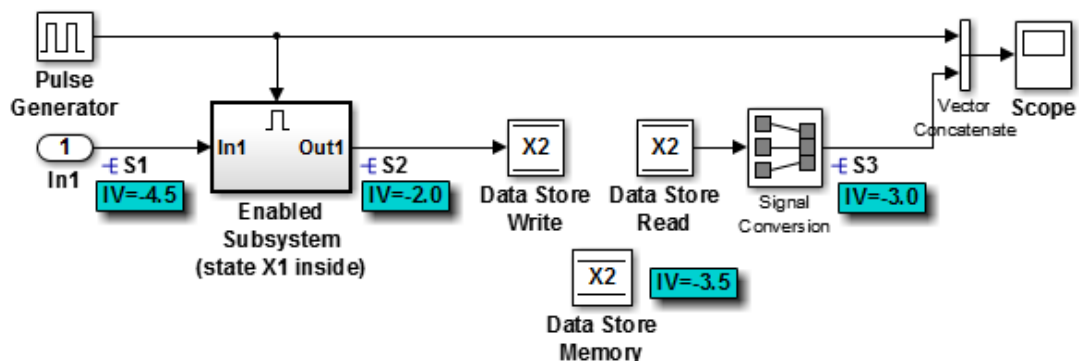 Pulse
Generator
1
In1
S1
IV=-4.5
In1
Out1
Enabled
Subsystem
(state X1 inside)
S2
IV=-2.0
X2
Data Store
Write
X2
Data Store
Read
X2
Data Store
Memory
IV=-3.5
Signal
Conversion
S3
IV=-3.0
Vector
Concatenate
Scope